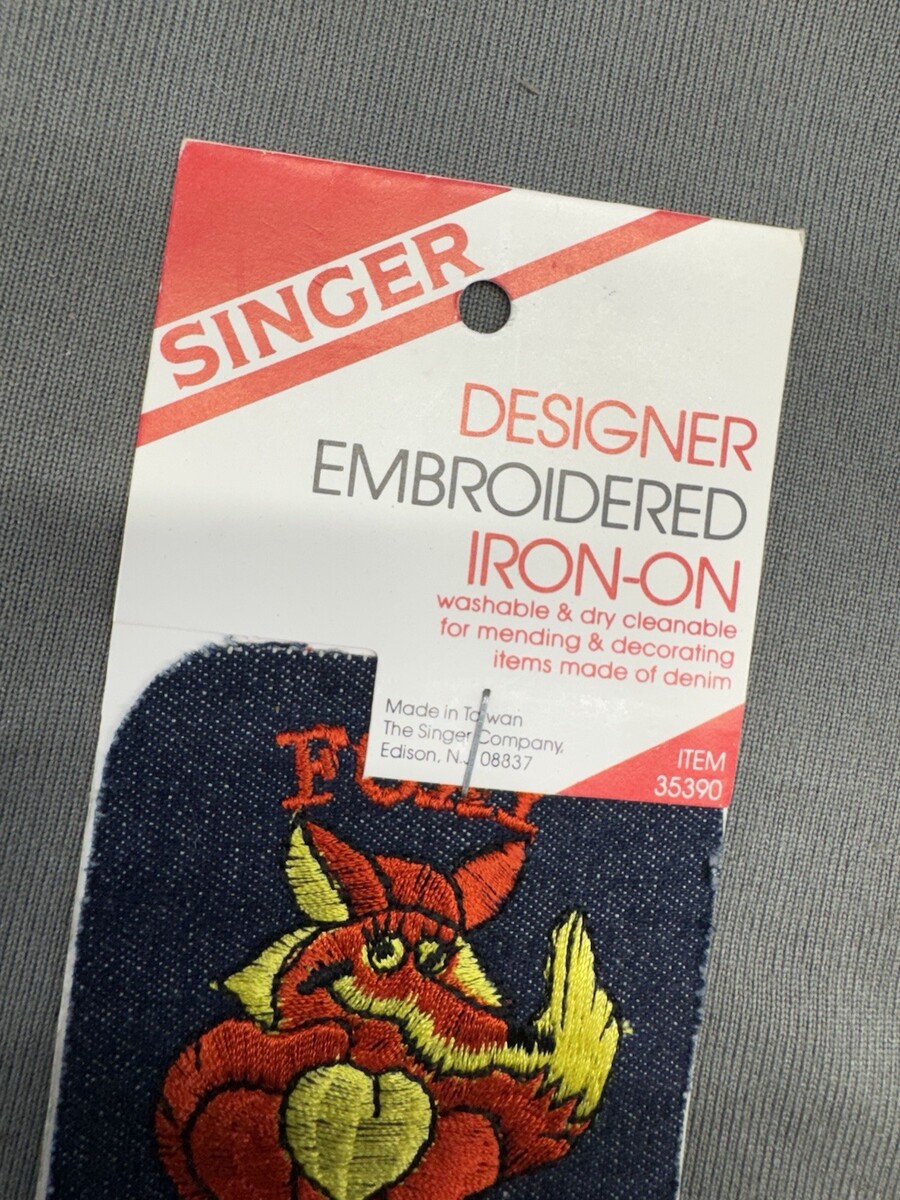 SINGER
DESIGNER
EMBROIDERED
IRON-ON
washable & dry cleanable
for mending & decorating
items made of denim
Made in Taiwan
The Singer Company,
Edison, N.J. 08837
ITEM
35390